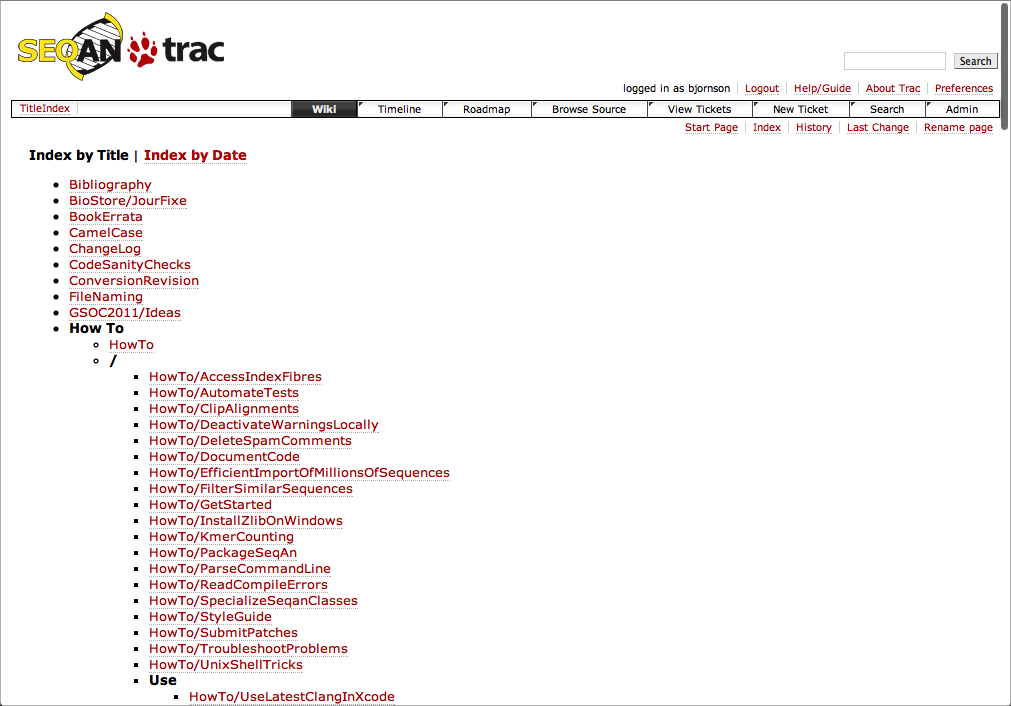 SEQAN trac
Search
logged in as bjornson Logout Help/Guide About Trac Preferences
TitleIndex Wiki Timeline Roadmap Browse Source View Tickets New Ticket Search Admin
Start Page Index History Last Change Rename page
Index by Title | Index by Date
Bibliography
BioStore/JourFixe
BookErrata
CamelCase
ChangeLog
CodeSanityChecks
ConversionRevision
FileNaming
GSOC2011/Ideas
How To
HowTo
/
HowTo/AccessIndexFibres
HowTo/AutomateTests
HowTo/ClipAlignments
HowTo/DeactivateWarningsLocally
HowTo/DeleteSpamComments
HowTo/DocumentCode
HowTo/EfficientImportOfMillionsOfSequences
HowTo/FilterSimilarSequences
HowTo/GetStarted
HowTo/InstallZlibOnWindows
HowTo/KmerCounting
HowTo/PackageSeqAn
HowTo/ParseCommandLine
HowTo/ReadCompileErrors
HowTo/SpecializeSeqanClasses
HowTo/StyleGuide
HowTo/SubmitPatches
HowTo/TroubleshootProblems
HowTo/UnixShellTricks
Use
HowTo/UseLatestClangInXcode